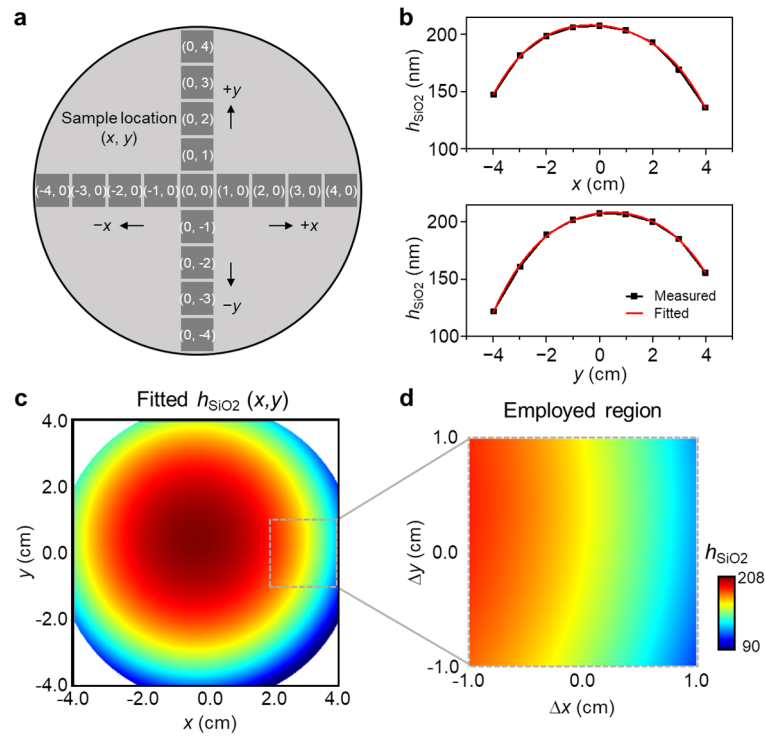 a
Sample location
(x, y)
(0, 4)
(0, 3)
(0, 2)
(0, 1)
(-4, 0)(-3, 0)(-2, 0)(-1, 0) (0, 0) (1, 0) (2, 0) (3, 0) (4, 0)
(0, -1)
(0, -2)
(0, -3)
(0, -4)
+y
−x
+x
−y
b
hSiO2 (nm)
200
150
100
−4 −2 0 2 4
x (cm)
hSiO2 (nm)
200
150
100
Measured
Fitted
−4 −2 0 2 4
y (cm)
c
Fitted hSiO2 (x,y)
y (cm)
4.0
2.0
0.0
-2.0
-4.0
-4.0 -2.0 0.0 2.0 4.0
x (cm)
d
Employed region
Δy (cm)
1.0
0.0
-1.0
-1.0 0.0 1.0
Δx (cm)
hSiO2
208
90